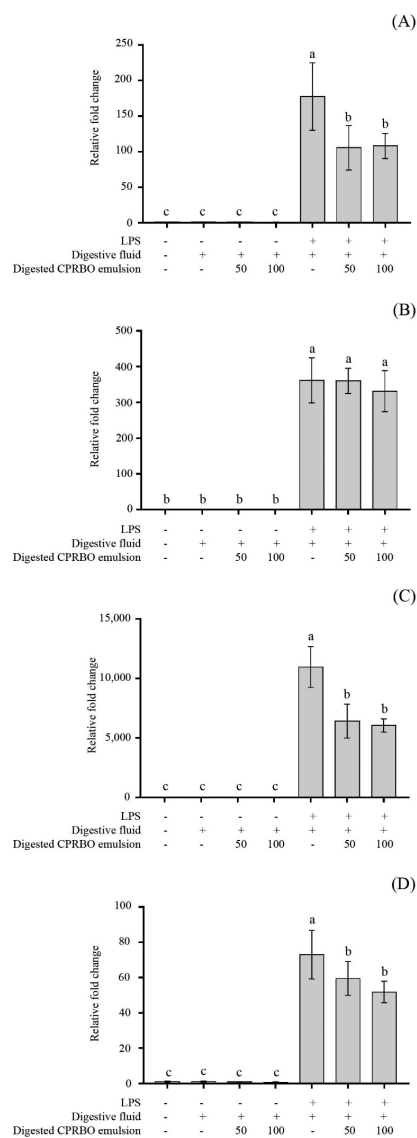 (A)
250
200
150
100
50
0
Relative fold change
c c c c a b b
LPS - - - - + + +
Digestive fluid - + + + + + +
Digested CPRBO emulsion - - 50 100 - 50 100
(B)
500
400
300
200
100
0
Relative fold change
b b b b a a a
LPS - - - - + + +
Digestive fluid - + + + + + +
Digested CPRBO emulsion - - 50 100 - 50 100
(C)
15,000
10,000
5,000
0
Relative fold change
c c c c a b b
LPS - - - - + + +
Digestive fluid - + + + + + +
Digested CPRBO emulsion - - 50 100 - 50 100
(D)
100
80
60
40
20
0
Relative fold change
c c c c a b b
LPS - - - - + + +
Digestive fluid - + + + + + +
Digested CPRBO emulsion - - 50 100 - 50 100